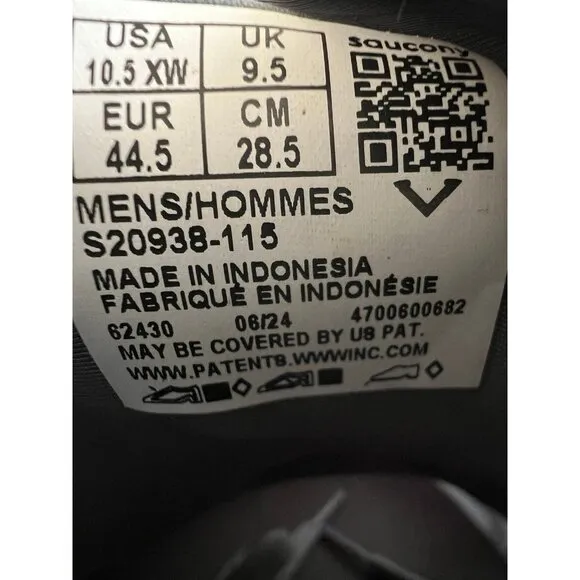 USA UK
10.5 XW 9.5
EUR CM
44.5 28.5
saucony
MENS/HOMMES
S20938-115
MADE IN INDONESIA
FABRIQUÉ EN INDONÉSIE
62430 06/24 4700600682
MAY BE COVERED BY US PAT.
WWW.PATENTS.WWWINC.COM